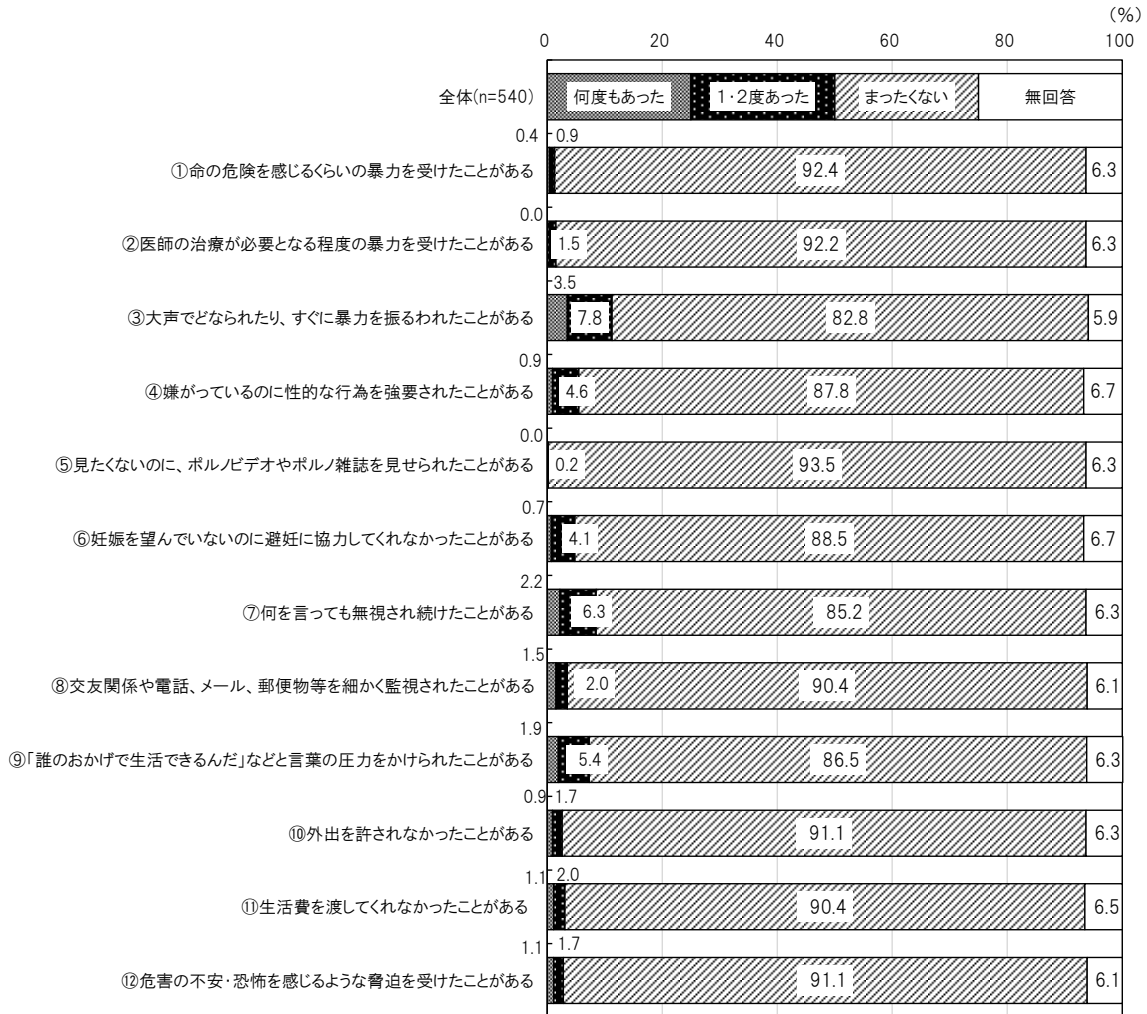 (%)
0 20 40 60 80 100
全体(n=540) 何度もあった 1・2度あった まったくない 無回答
0.4 0.9
①命の危険を感じるくらいの暴力を受けたことがある 92.4 6.3
0.0
②医師の治療が必要となる程度の暴力を受けたことがある 1.5 92.2 6.3
3.5
③大声でどなられたり、すぐに暴力を振るわれたことがある 7.8 82.8 5.9
0.9
④嫌がっているのに性的な行為を強要されたことがある 4.6 87.8 6.7
0.0
⑤見たくないのに、ポルノビデオやポルノ雑誌を見せられたことがある 0.2 93.5 6.3
0.7
⑥妊娠を望んでいないのに避妊に協力してくれなかったことがある 4.1 88.5 6.7
2.2
⑦何を言っても無視され続けたことがある 6.3 85.2 6.3
1.5
⑧交友関係や電話、メール、郵便物等を細かく監視されたことがある 2.0 90.4 6.1
1.9
⑨「誰のおかげで生活できるんだ」などと言葉の圧力をかけられたことがある 5.4 86.5 6.3
0.9 1.7
⑩外出を許されなかったことがある 91.1 6.3
1.1 2.0
⑪生活費を渡してくれなかったことがある 90.4 6.5
1.1 1.7
⑫危害の不安・恐怖を感じるような脅迫を受けたことがある 91.1 6.1